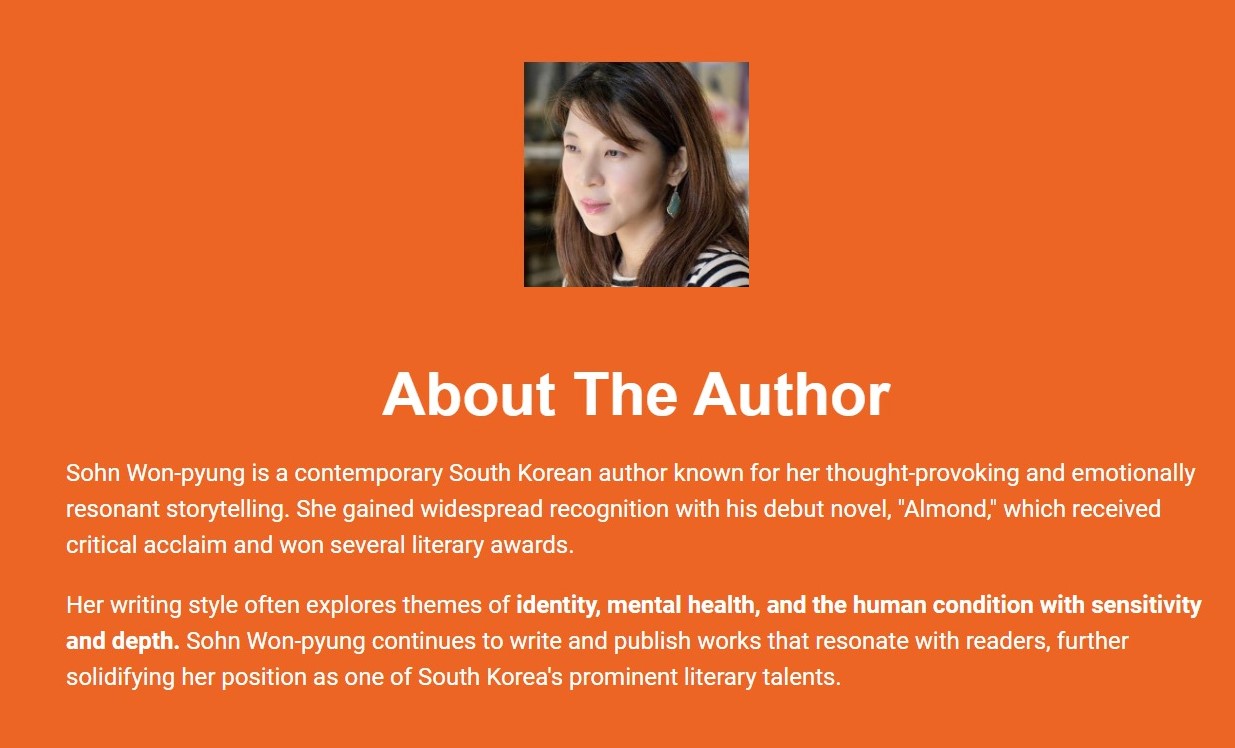 About The Author
Sohn Won-pyung is a contemporary South Korean author known for her thought-provoking and emotionally
resonant storytelling. She gained widespread recognition with his debut novel, "Almond," which received
critical acclaim and won several literary awards.
Her writing style often explores themes of identity, mental health, and the human condition with sensitivity
and depth. Sohn Won-pyung continues to write and publish works that resonate with readers, further
solidifying her position as one of South Korea's prominent literary talents.